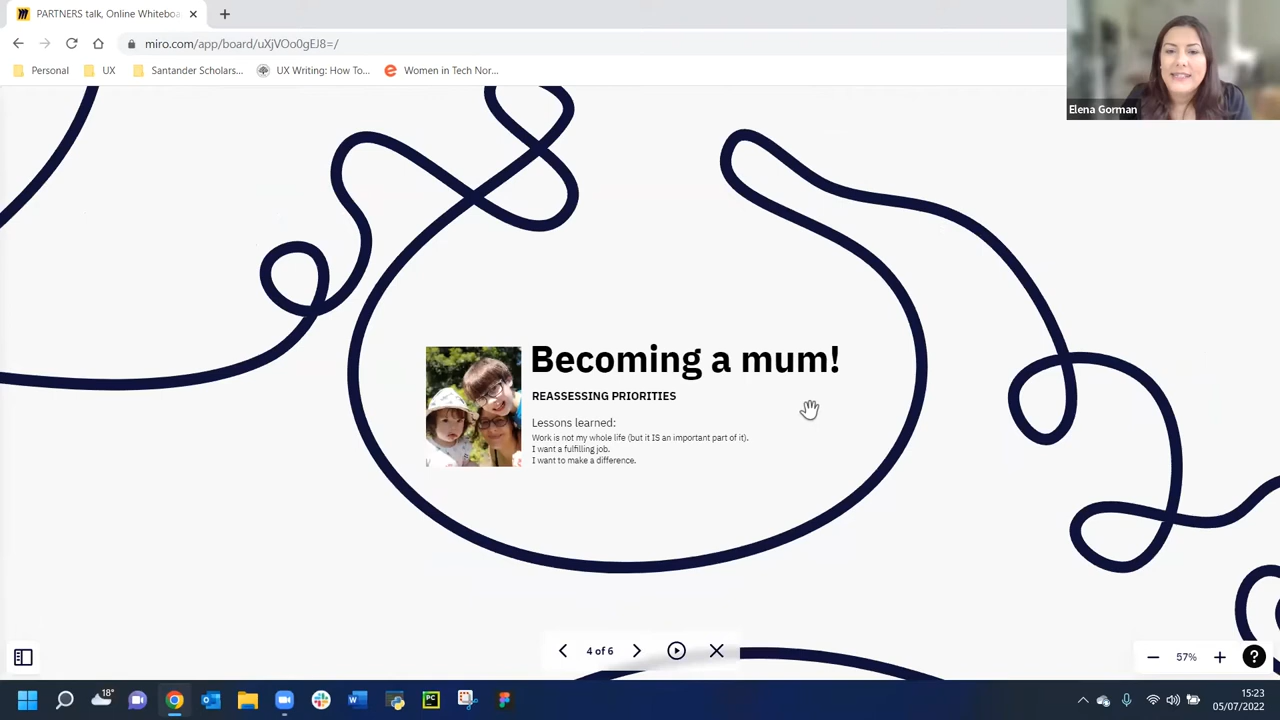 PARTNERS talk, Online Whiteboa
miro.com/app/board/uXjVOo0gEJ8=/
Personal
UX
Santander Scholars...
UX Writing: How To...
Women in Tech Nor...
Elena Gorman
Becoming a mum!
REASSESSING PRIORITIES
Lessons learned:
Work is not my whole life (but it IS an important part of it).
I want a fulfilling job.
I want to make a difference.
4 of 6
57%
18°
15:23
05/07/2022